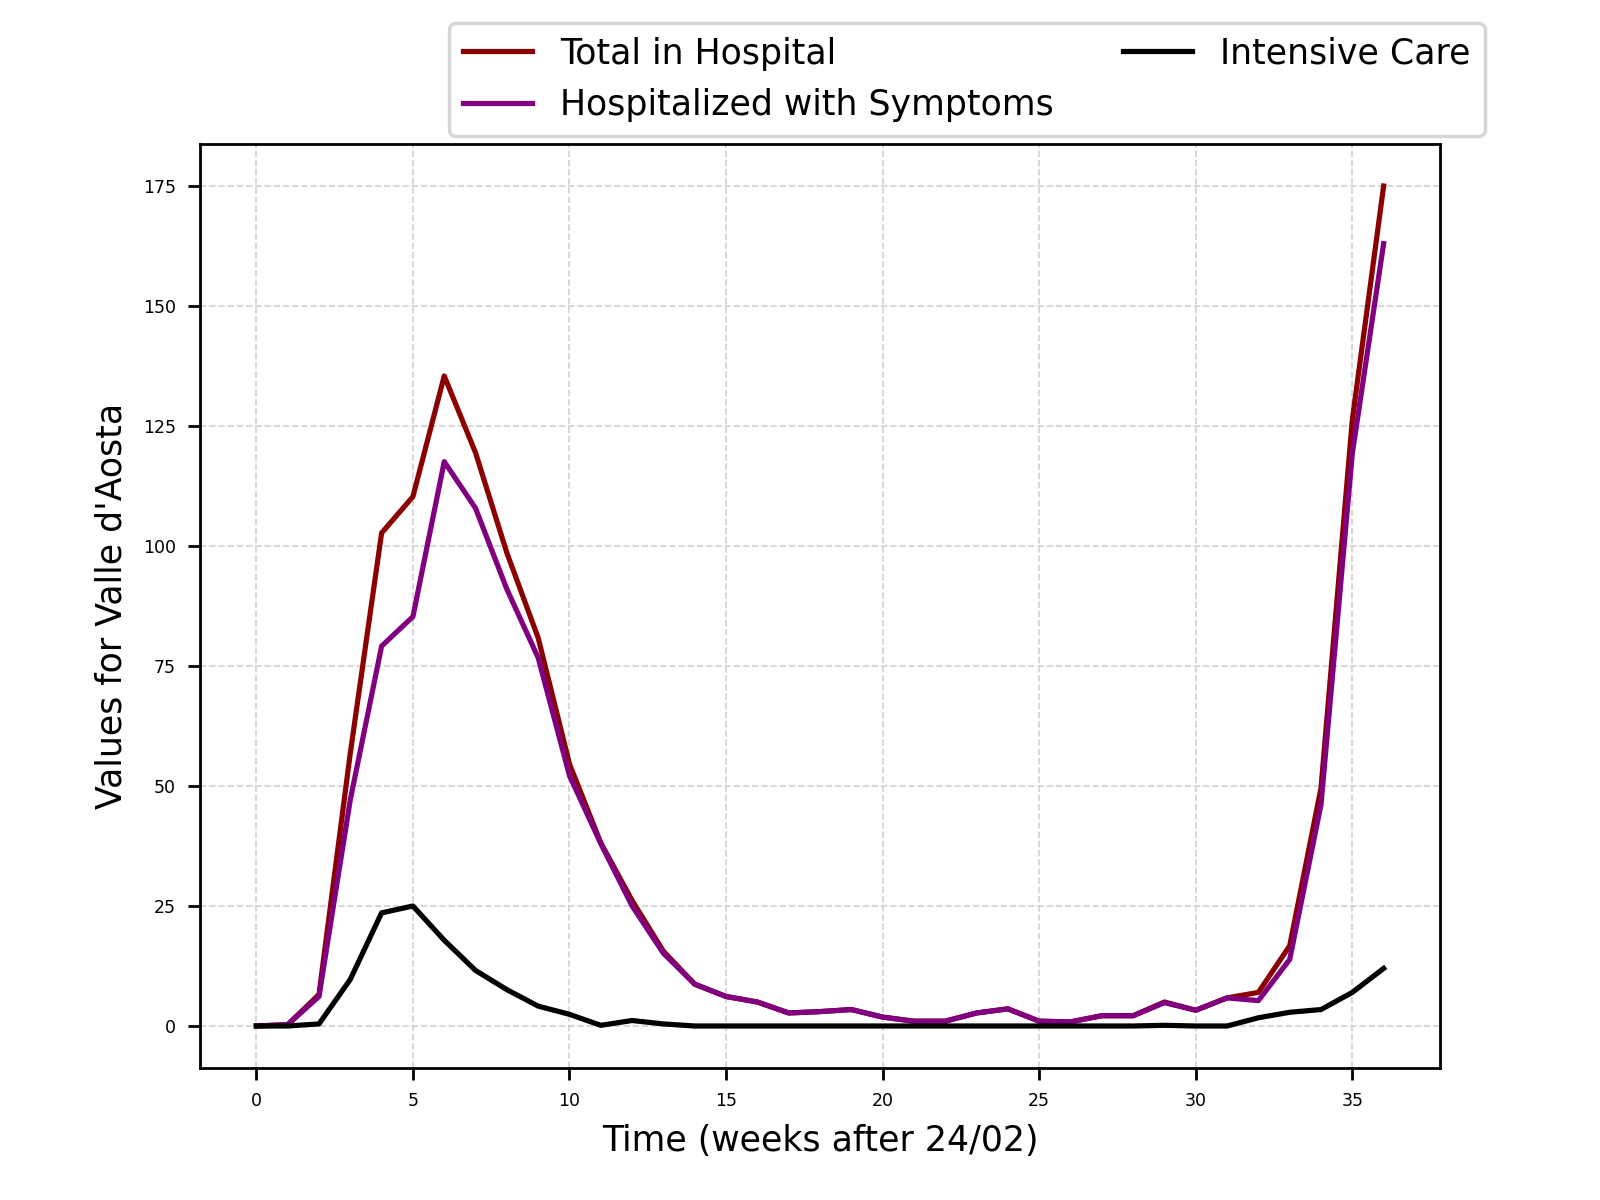 Total in Hospital
Hospitalized with Symptoms
Intensive Care
175
150
125
100
75
50
25
0
Values for Valle d'Aosta
0 5 10 15 20 25 30 35
Time (weeks after 24/02)